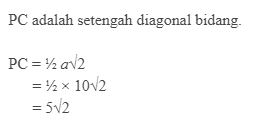 PC adalah setengah diagonal bidang.
PC = ½ a√2
= ½ × 10√2
= 5√2